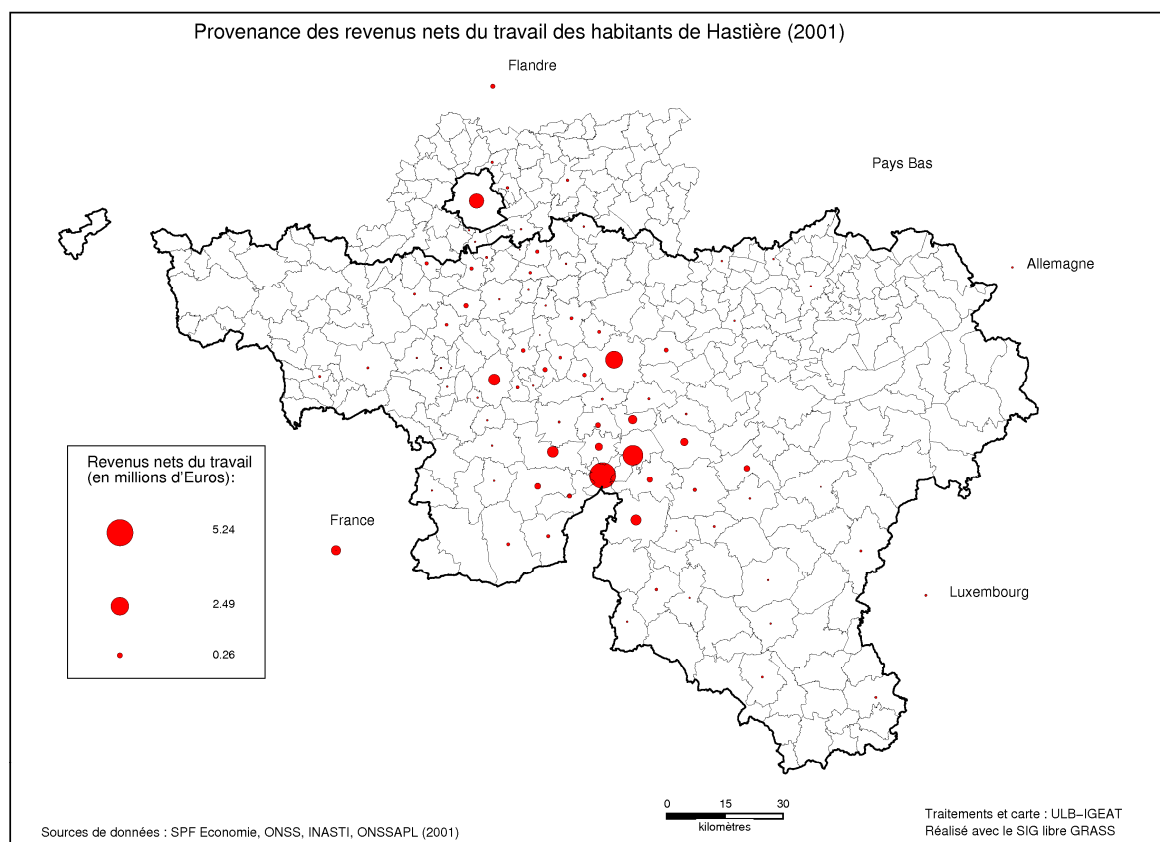 Provenance des revenus nets du travail des habitants de Hastière (2001)
Flandre
Pays Bas
Allemagne
Revenus nets du travail
(en millions d'Euros):
5.24
2.49
0.26
France
Luxembourg
0 15 30
kilomètres
Sources de données : SPF Economie, ONSS, INASTI, ONSSAPL (2001)
Traitements et carte : ULB-IGEAT
Réalisé avec le SIG libre GRASS